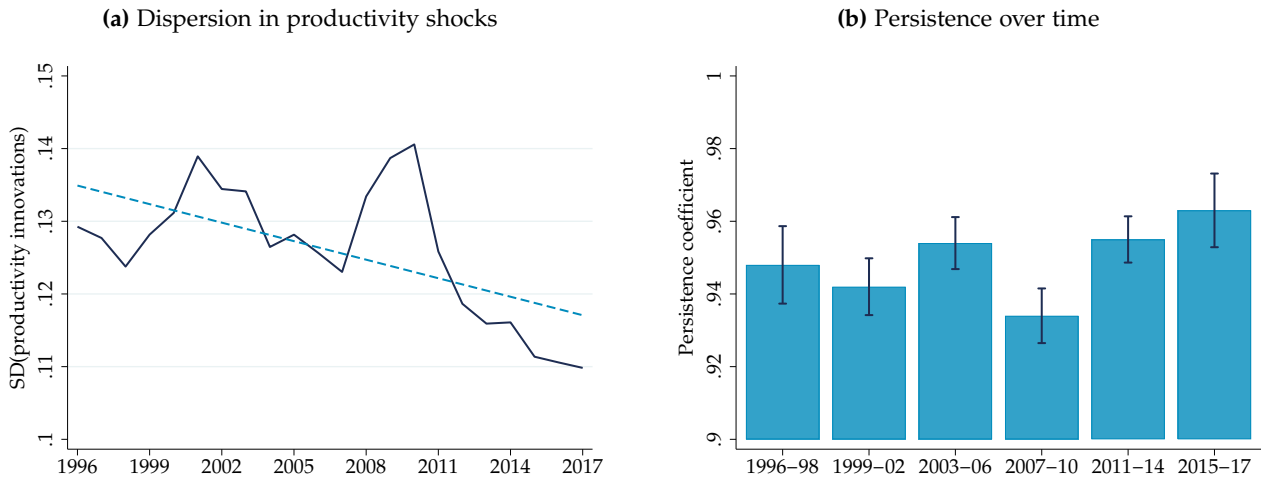 (a) Dispersion in productivity shocks
SD(productivity innovations)
.15
.14
.13
.12
.11
.1
1996 1999 2002 2005 2008 2011 2014 2017
(b) Persistence over time
Persistence coefficient
1
.98
.96
.94
.92
.9
1996–98 1999–02 2003–06 2007–10 2011–14 2015–17